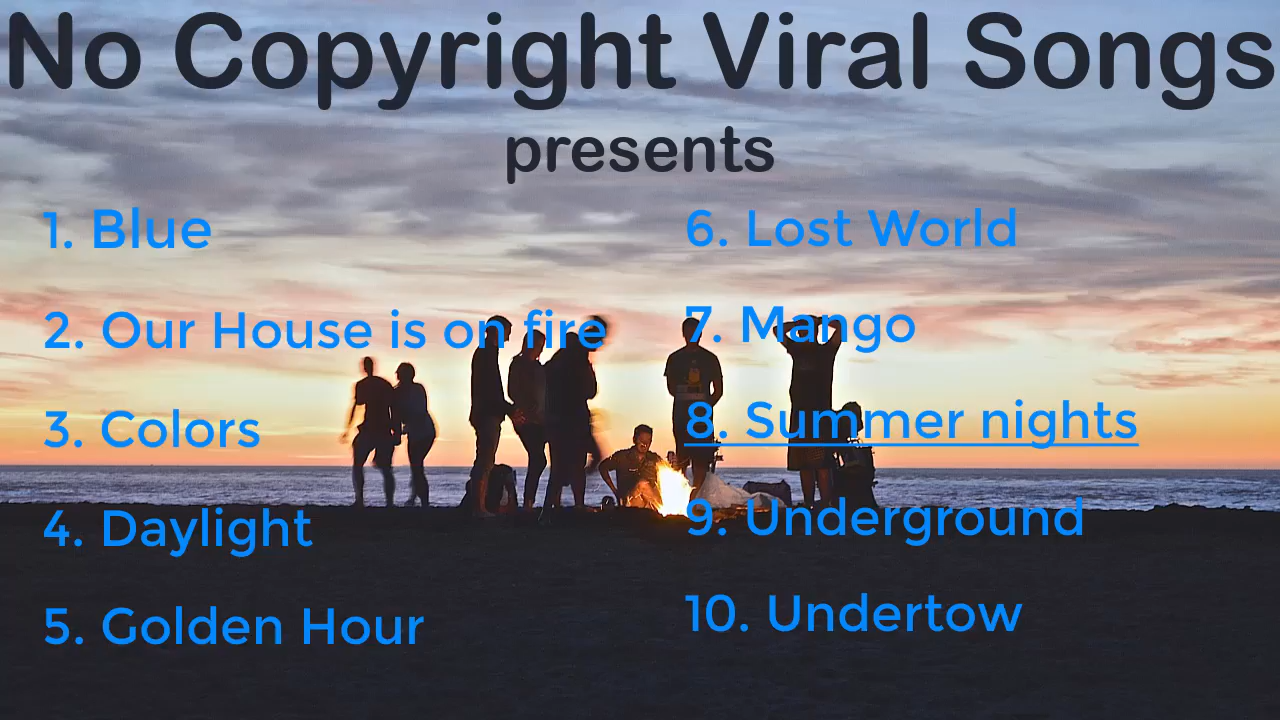 No Copyright Viral Songs
presents
1. Blue
2. Our House is on fire
3. Colors
4. Daylight
5. Golden Hour
6. Lost World
7. Mango
8. Summer nights
9. Underground
10. Undertow